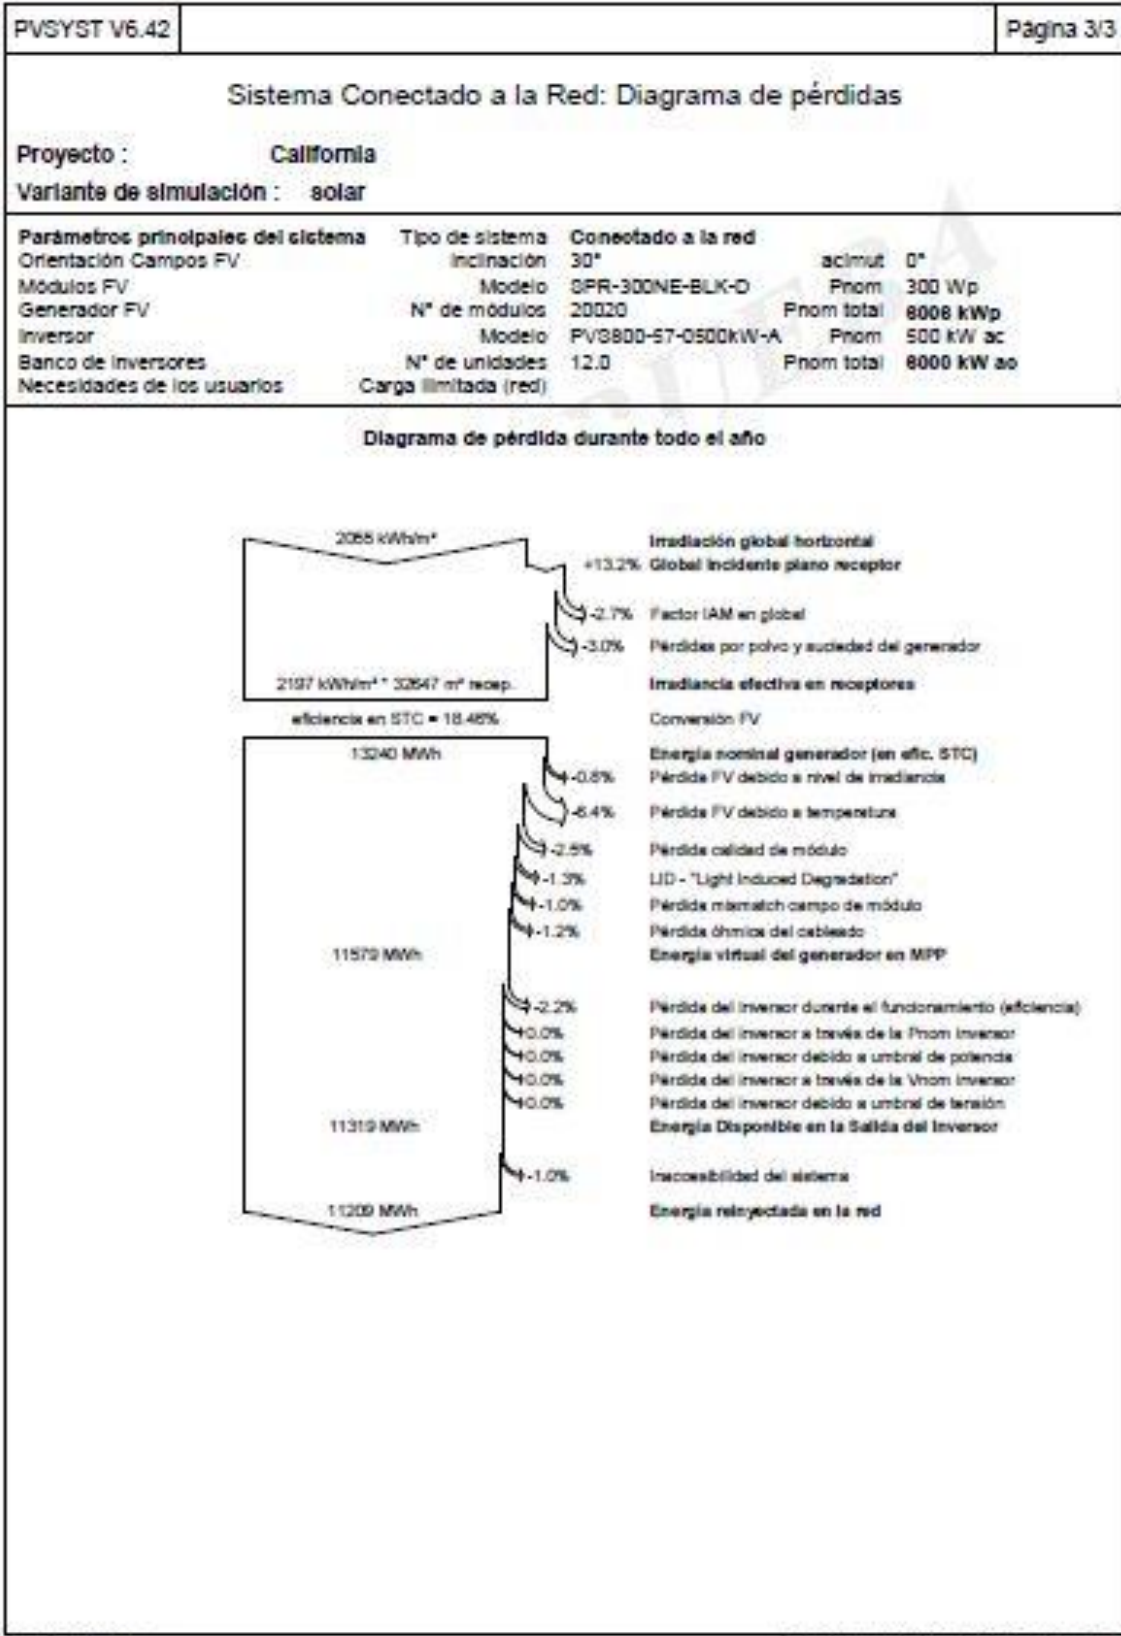 PVSYST V6.42 Página 3/3
Sistema Conectado a la Red: Diagrama de pérdidas
Proyecto : California
Variante de simulación : solar
Parámetros principales del sistema Tipo de sistema Conectado a la red
Orientación Campos FV inclinación 30° acimut 0°
Módulos FV Modelo SPR-300NE-BLK-D Pnom 300 Wp
Generador FV N° de módulos 20020 Pnom total 6006 kWp
Inversor Modelo PVS800-57-0500kW-A Pnom 500 kW ac
Banco de inversores N° de unidades 12.0 Pnom total 6000 kW ac
Necesidades de los usuarios Carga ilimitada (red)
Diagrama de pérdida durante todo el año
2055 kWh/m² Irradiación global horizontal
+13.2% Global incidente plano receptor
-2.7% Factor IAM en global
-3.0% Pérdidas por polvo y suciedad del generador
2197 kWh/m² * 32647 m² recep. Irradiancia efectiva en receptores
eficiencia en STC = 18.46% Conversión FV
13240 MWh Energía nominal generador (en efic. STC)
-0.8% Pérdida FV debido a nivel de irradiancia
-6.4% Pérdida FV debido a temperatura
-2.5% Pérdida calidad de módulo
-1.3% LID - "Light Induced Degradation"
-1.0% Pérdida mismatch campo de módulo
-1.2% Pérdida óhmica del cableado
11579 MWh Energía virtual del generador en MPP
-2.2% Pérdida del inversor durante el funcionamiento (eficiencia)
0.0% Pérdida del inversor a través de la Pnom inversor
0.0% Pérdida del inversor debido a umbral de potencia
0.0% Pérdida del inversor a través de la Vnom inversor
0.0% Pérdida del inversor debido a umbral de tensión
11319 MWh Energía Disponible en la Salida del Inversor
-1.0% Inaccesibilidad del sistema
11209 MWh Energía reinyectada en la red